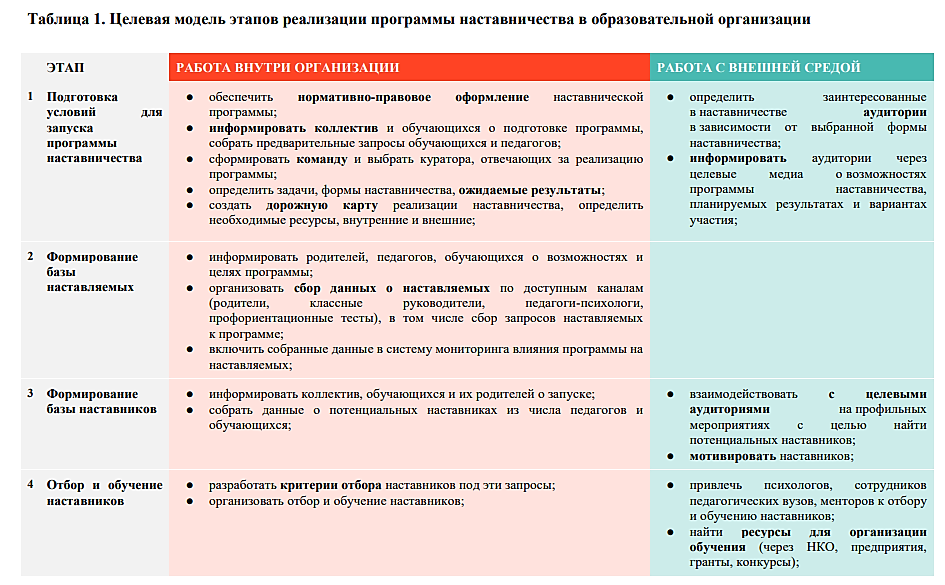 Таблица 1. Целевая модель этапов реализации программы наставничества в образовательной организации
ЭТАП
РАБОТА ВНУТРИ ОРГАНИЗАЦИИ
РАБОТА С ВНЕШНЕЙ СРЕДОЙ
1 Подготовка
условий для
запуска
программы
наставничества
● обеспечить нормативно-правовое оформление наставнической
программы;
● информировать коллектив и обучающихся о подготовке программы,
собрать предварительные запросы обучающихся и педагогов;
● сформировать команду и выбрать куратора, отвечающих за реализацию
программы;
● определить задачи, формы наставничества, ожидаемые результаты;
● создать дорожную карту реализации наставничества, определить
необходимые ресурсы, внутренние и внешние;
● определить заинтересованные
в наставничестве аудитории
в зависимости от выбранной формы
наставничества;
● информировать аудитории через
целевые медиа о возможностях
программы наставничества,
планируемых результатах и вариантах
участия;
2 Формирование
базы
наставляемых
● информировать родителей, педагогов, обучающихся о возможностях и
целях программы;
● организовать сбор данных о наставляемых по доступным каналам
(родители, классные руководители, педагоги-психологи,
профориентационные тесты), в том числе сбор запросов наставляемых
к программе;
● включить собранные данные в систему мониторинга влияния программы на
наставляемых;
3 Формирование
базы наставников
● информировать коллектив, обучающихся и их родителей о запуске;
● собрать данные о потенциальных наставниках из числа педагогов и
обучающихся;
● взаимодействовать с целевыми
аудиториями на профильных
мероприятиях с целью найти
потенциальных наставников;
● мотивировать наставников;
4 Отбор и обучение
наставников
● разработать критерии отбора наставников под эти запросы;
● организовать отбор и обучение наставников;
● привлечь психологов, сотрудников
педагогических вузов, менторов к отбору
и обучению наставников;
● найти ресурсы для организации
обучения (через НКО, предприятия,
гранты, конкурсы);